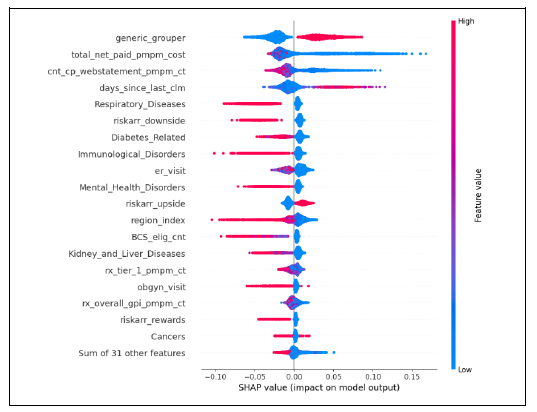 High
generic_grouper
total_net_paid_pmpm_cost
cnt_cp_webstatement_pmpm_ct
days_since_last_clm
Respiratory_Diseases
riskarr_downside
Diabetes_Related
Immunological_Disorders
er_visit
Mental_Health_Disorders
riskarr_upside
region_index
BCS_elig_cnt
Kidney_and_Liver_Diseases
rx_tier_1_pmpm_ct
obgyn_visit
rx_overall_gpi_pmpm_ct
riskarr_rewards
Cancers
Sum of 31 other features
Feature value
Low
−0.10 −0.05 0.00 0.05 0.10 0.15
SHAP value (impact on model output)